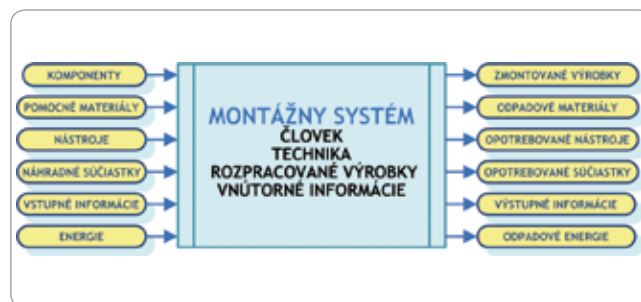 KOMPONENTY
POMOCNÉ MATERIÁLY
NÁSTROJE
NÁHRADNÉ SÚČIASTKY
VSTUPNÉ INFORMÁCIE
ENERGIE
MONTÁŽNY SYSTÉM
ČLOVEK
TECHNIKA
ROZPRACOVANÉ VÝROBKY
VNÚTORNÉ INFORMÁCIE
ZMONTOVANÉ VÝROBKY
ODPADOVÉ MATERIÁLY
OPOTREBOVANÉ NÁSTROJE
OPOTREBOVANÉ SÚČIASTKY
VÝSTUPNÉ INFORMÁCIE
ODPADOVÉ ENERGIE